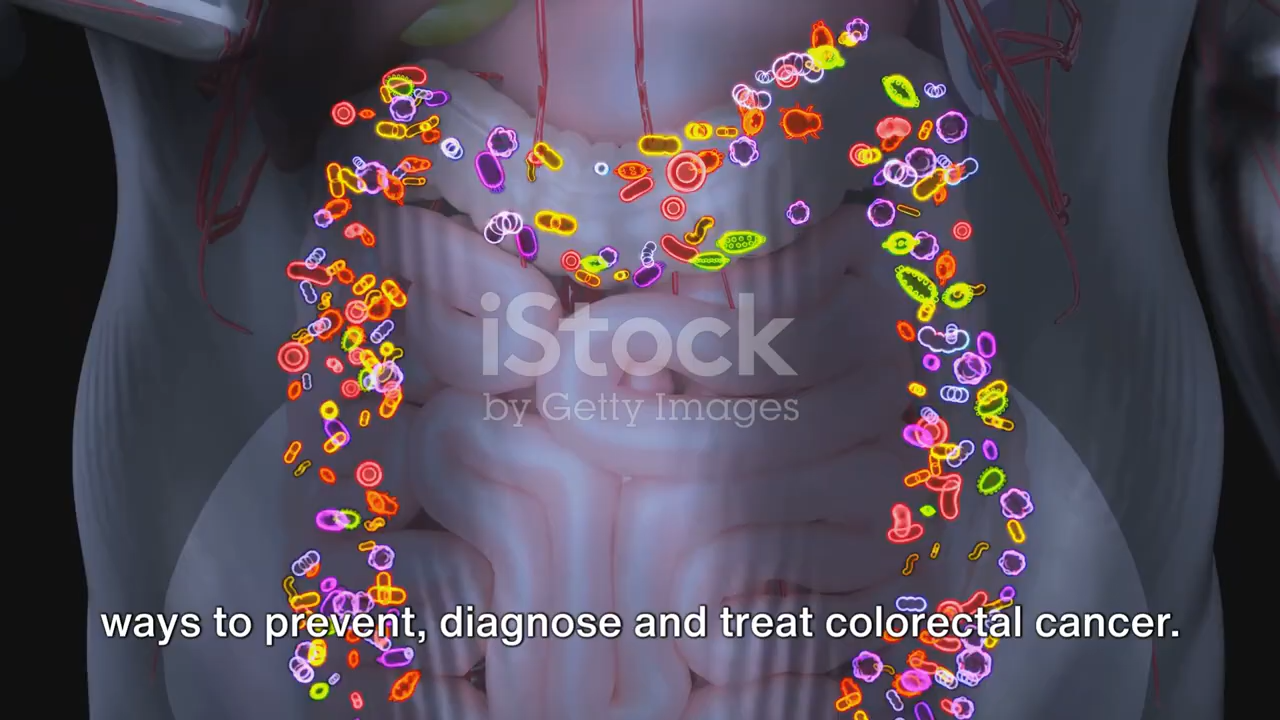 iStock
by Getty Images
ways to prevent, diagnose and treat colorectal cancer.